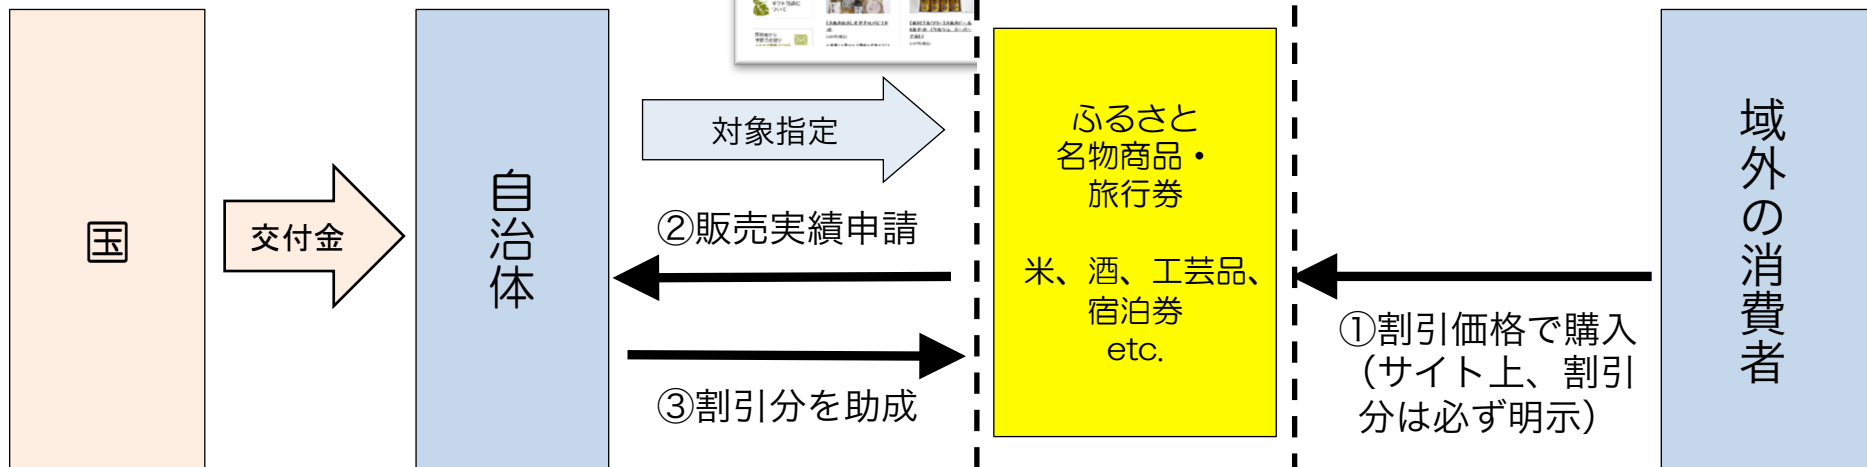 国
交付金
自治体
対象指定
②販売実績申請
③割引分を助成
ふるさと
名物商品・
旅行券
米、酒、工芸品、
宿泊券
etc.
①割引価格で購入
（サイト上、割引
分は必ず明示）
域外の消費者